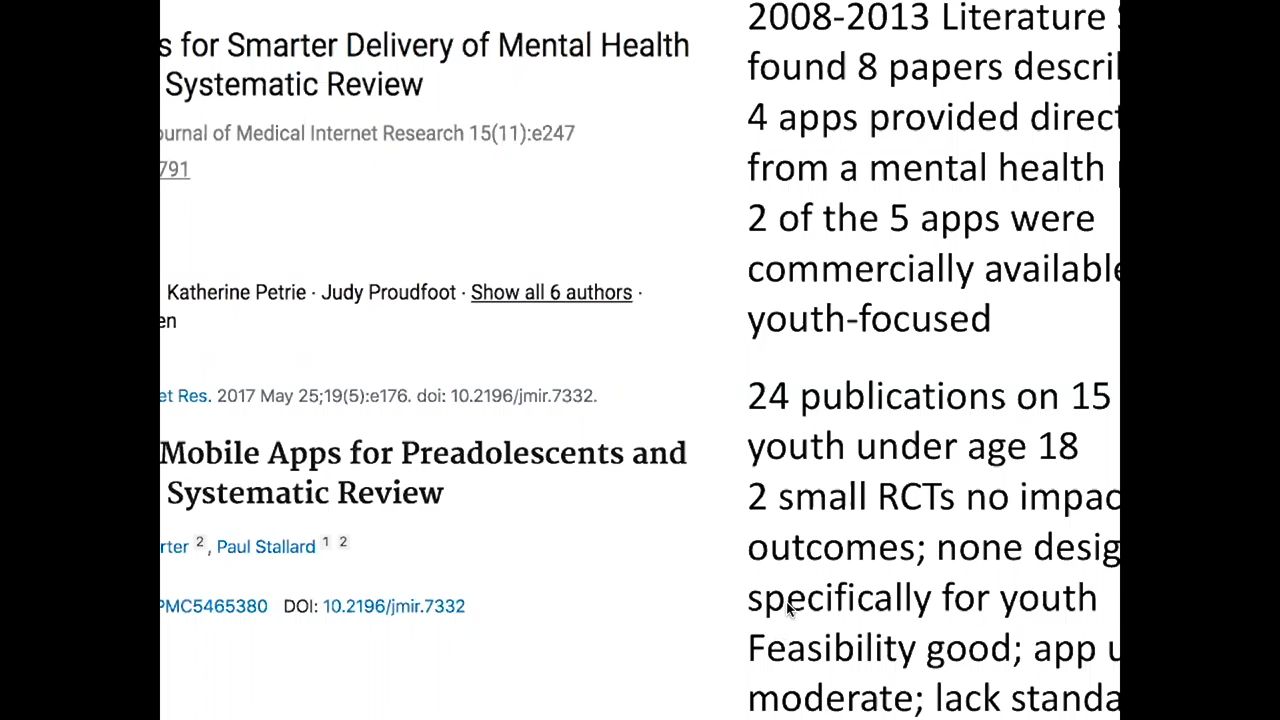 s for Smarter Delivery of Mental Health
Systematic Review
ournal of Medical Internet Research 15(11):e247
791
Katherine Petrie · Judy Proudfoot · Show all 6 authors ·
en
et Res. 2017 May 25;19(5):e176. doi: 10.2196/jmir.7332.
Mobile Apps for Preadolescents and
Systematic Review
rter 2, Paul Stallard 1 2
PMC5465380 DOI: 10.2196/jmir.7332
2008-2013 Literature
found 8 papers descri
4 apps provided direct
from a mental health
2 of the 5 apps were
commercially available
youth-focused
24 publications on 15
youth under age 18
2 small RCTs no impac
outcomes; none desig
specifically for youth
Feasibility good; app u
moderate; lack standa